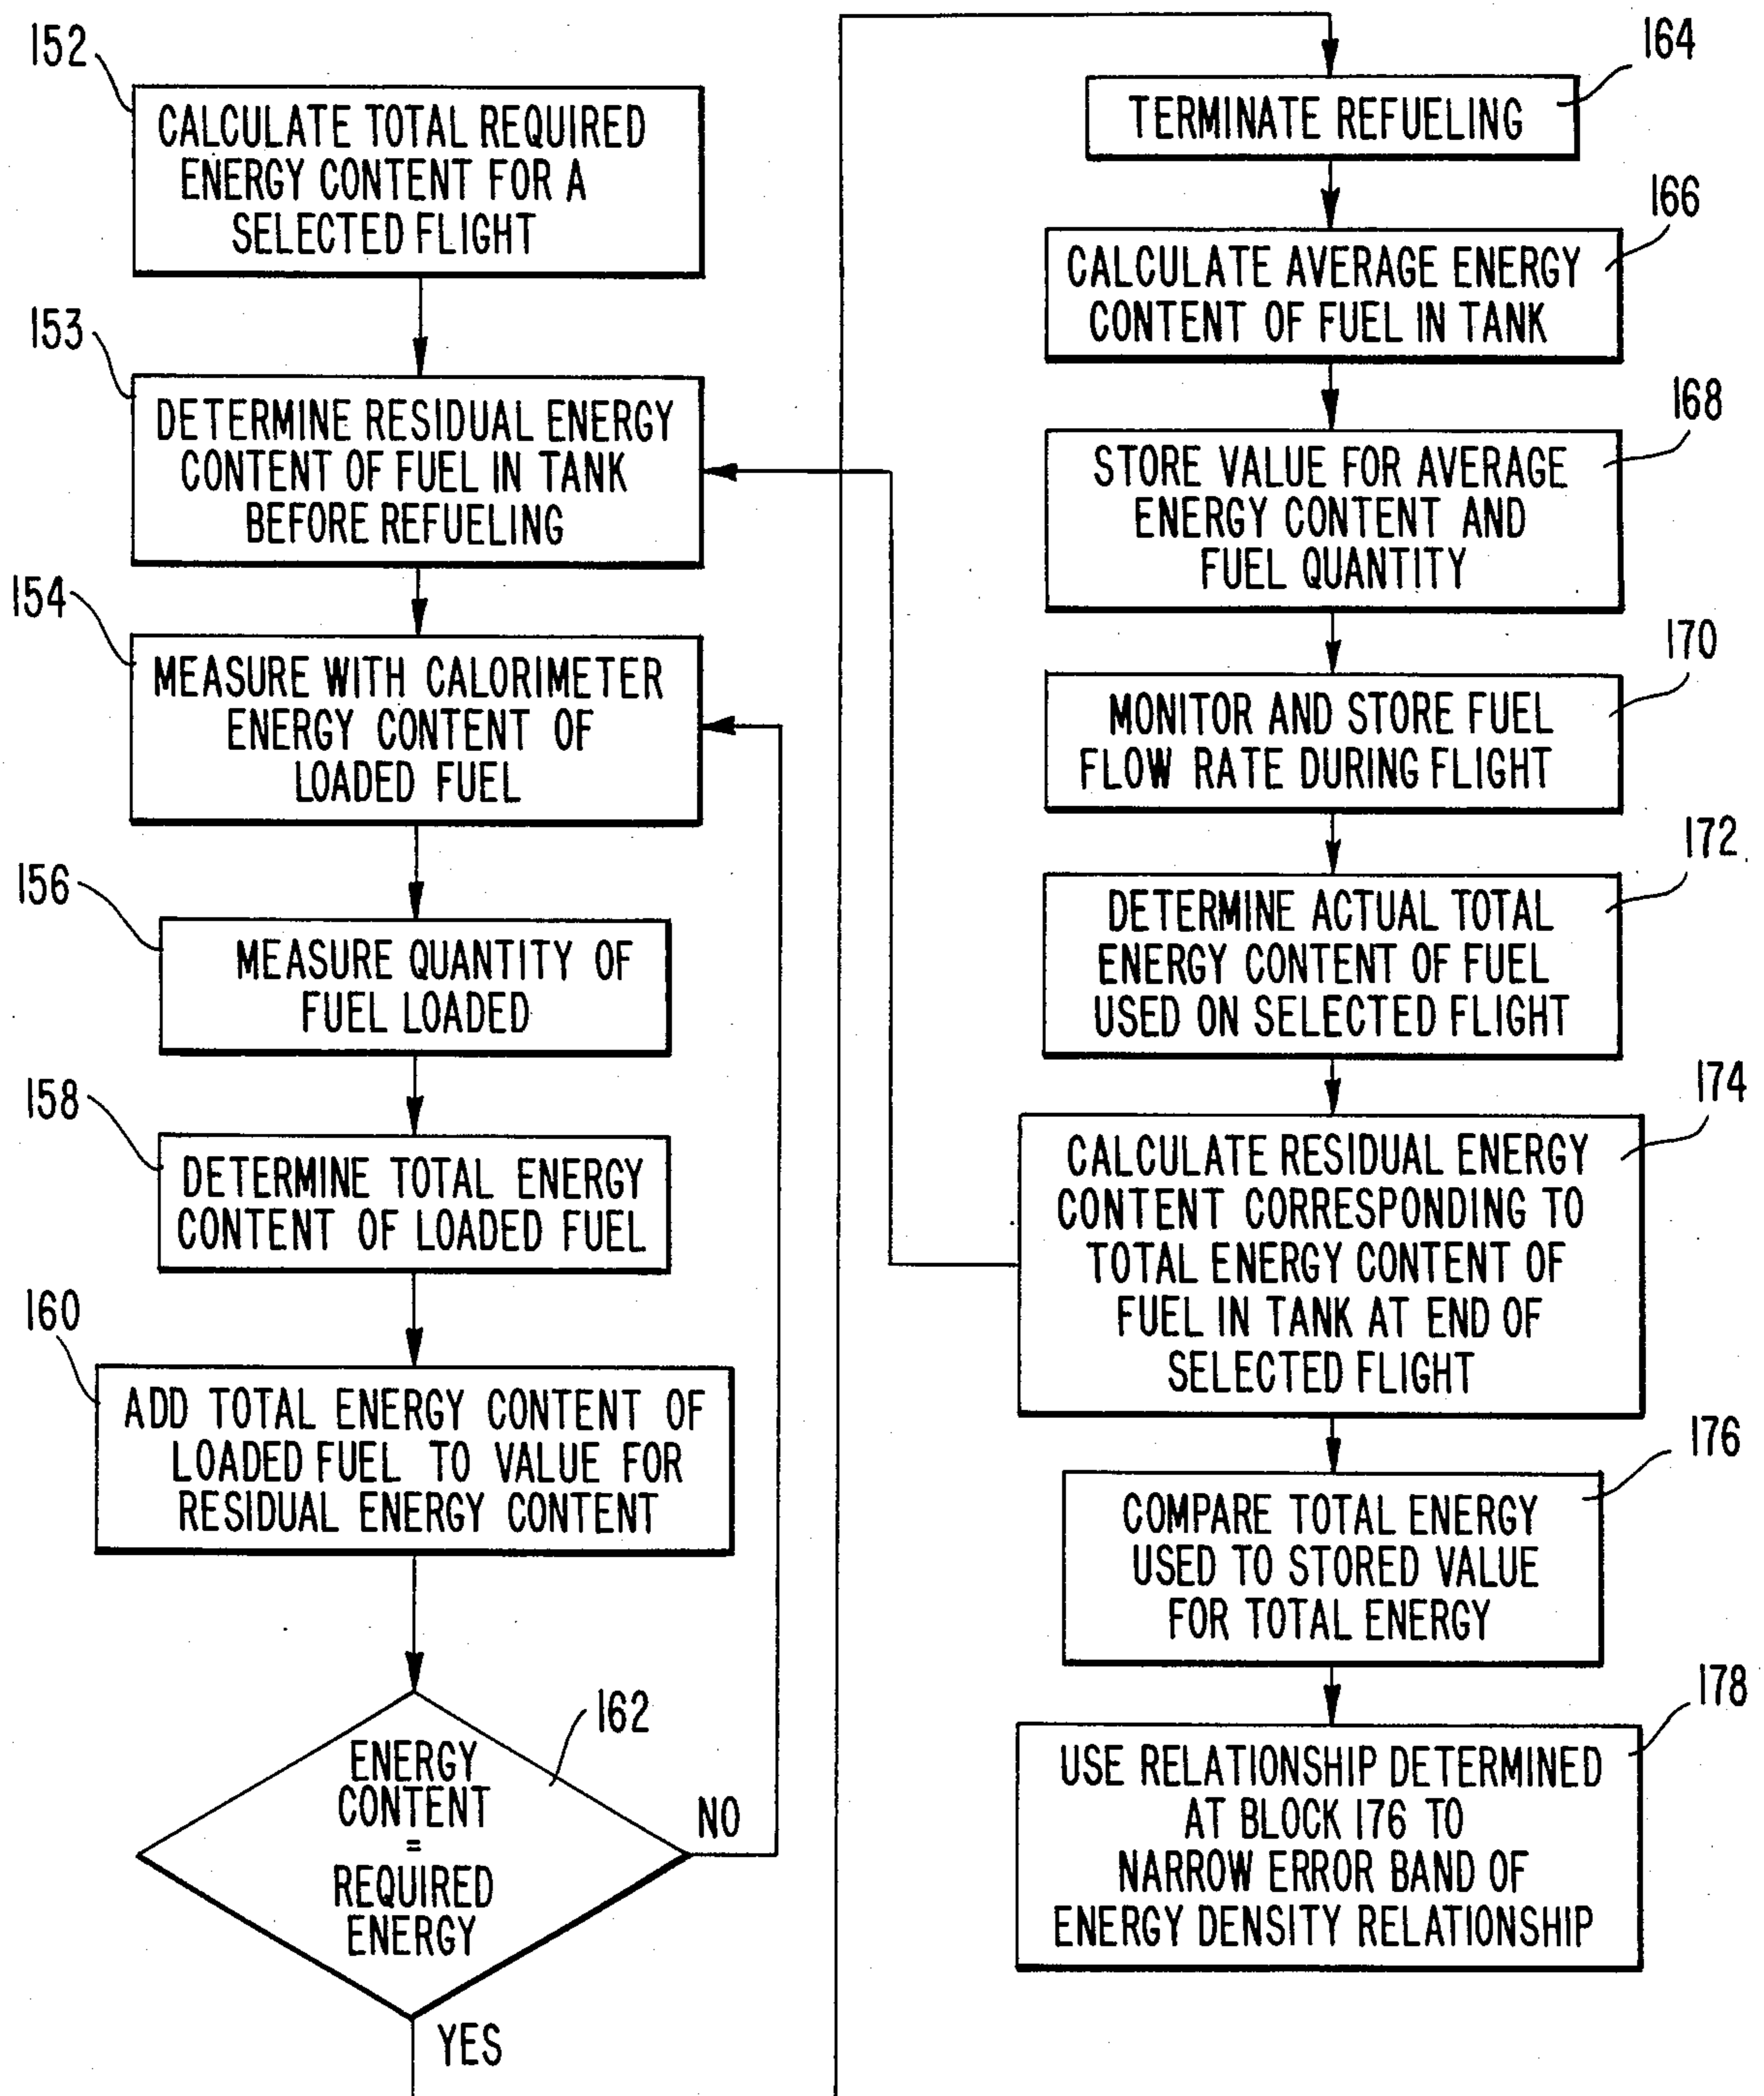 152
CALCULATE TOTAL REQUIRED
ENERGY CONTENT FOR A
SELECTED FLIGHT
153
DETERMINE RESIDUAL ENERGY
CONTENT OF FUEL IN TANK
BEFORE REFUELING
154
MEASURE WITH CALORIMETER
ENERGY CONTENT OF
LOADED FUEL
156
MEASURE QUANTITY OF
FUEL LOADED
158
DETERMINE TOTAL ENERGY
CONTENT OF LOADED FUEL
160
ADD TOTAL ENERGY CONTENT OF
LOADED FUEL TO VALUE FOR
RESIDUAL ENERGY CONTENT
162
ENERGY
CONTENT
=
REQUIRED
ENERGY
NO
YES
164
TERMINATE REFUELING
166
CALCULATE AVERAGE ENERGY
CONTENT OF FUEL IN TANK
168
STORE VALUE FOR AVERAGE
ENERGY CONTENT AND
FUEL QUANTITY
170
MONITOR AND STORE FUEL
FLOW RATE DURING FLIGHT
172
DETERMINE ACTUAL TOTAL
ENERGY CONTENT OF FUEL
USED ON SELECTED FLIGHT
174
CALCULATE RESIDUAL ENERGY
CONTENT CORRESPONDING TO
TOTAL ENERGY CONTENT OF
FUEL IN TANK AT END OF
SELECTED FLIGHT
176
COMPARE TOTAL ENERGY
USED TO STORED VALUE
FOR TOTAL ENERGY
178
USE RELATIONSHIP DETERMINED
AT BLOCK 176 TO
NARROW ERROR BAND OF
ENERGY DENSITY RELATIONSHIP